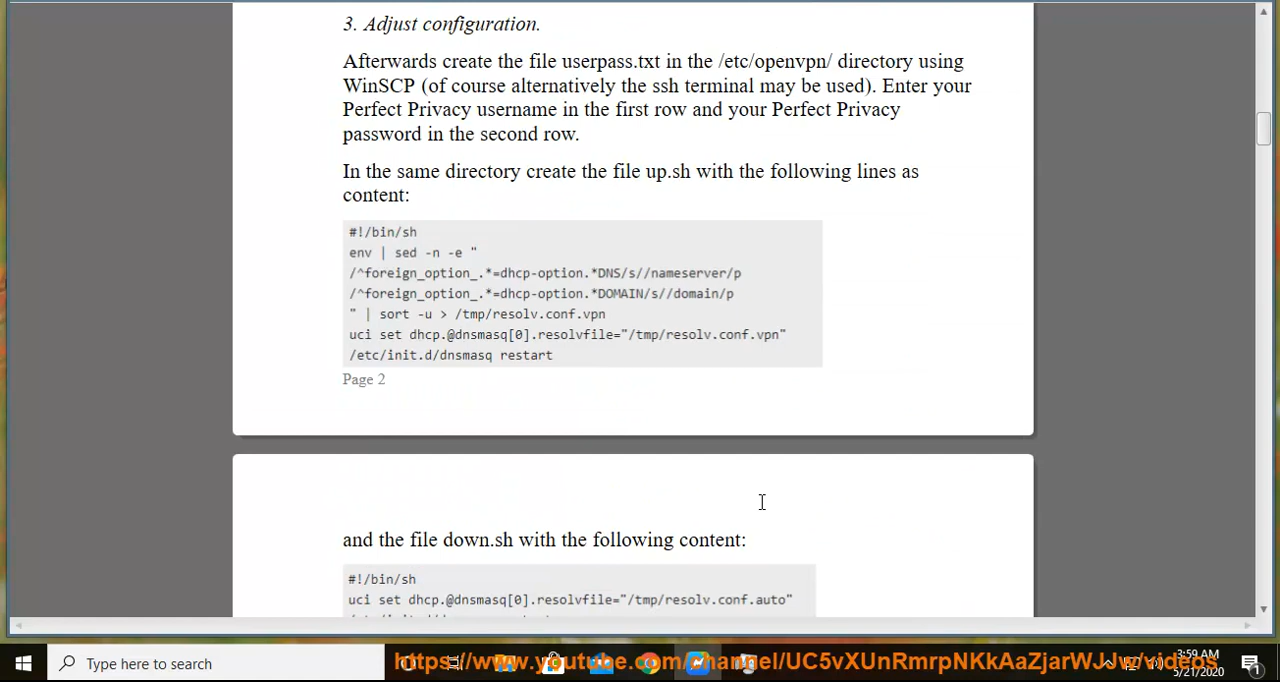 3. Adjust configuration.
Afterwards create the file userpass.txt in the /etc/openvpn/ directory using
WinSCP (of course alternatively the ssh terminal may be used). Enter your
Perfect Privacy username in the first row and your Perfect Privacy
password in the second row.
In the same directory create the file up.sh with the following lines as
content:
#!/bin/sh
env | sed -n -e "
/^foreign_option_.*=dhcp-option.*DNS/s//nameserver/p
/^foreign_option_.*=dhcp-option.*DOMAIN/s//domain/p
" | sort -u > /tmp/resolv.conf.vpn
uci set dhcp.@dnsmasq[0].resolvfile="/tmp/resolv.conf.vpn"
/etc/init.d/dnsmasq restart
Page 2
and the file down.sh with the following content:
#!/bin/sh
uci set dhcp.@dnsmasq[0].resolvfile="/tmp/resolv.conf.auto"
Type here to search
https://www.youtube.com/channel/UC5vXUnRmrpNKkAaZjarWJJw/videos
3:59 AM
5/21/2020
1